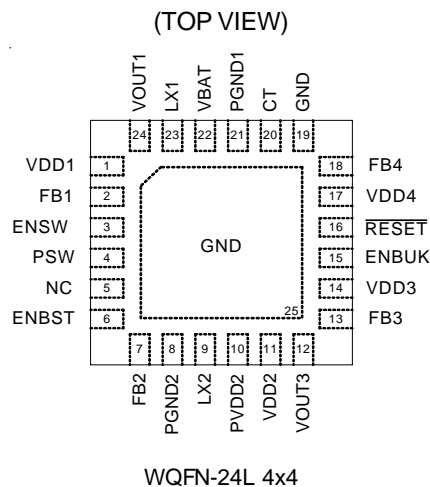 (TOP VIEW)
VOUT1
LX1
VBAT
PGND1
CT
GND
24
23
22
21
20
19
VDD1 1
FB1 2
ENSW 3
PSW 4
NC 5
ENBST 6
18 FB4
17 VDD4
16 RESET
15 ENBUK
14 VDD3
13 FB3
GND
25
7
8
9
10
11
12
FB2
PGND2
LX2
PVDD2
VDD2
VOUT3
WQFN-24L 4x4